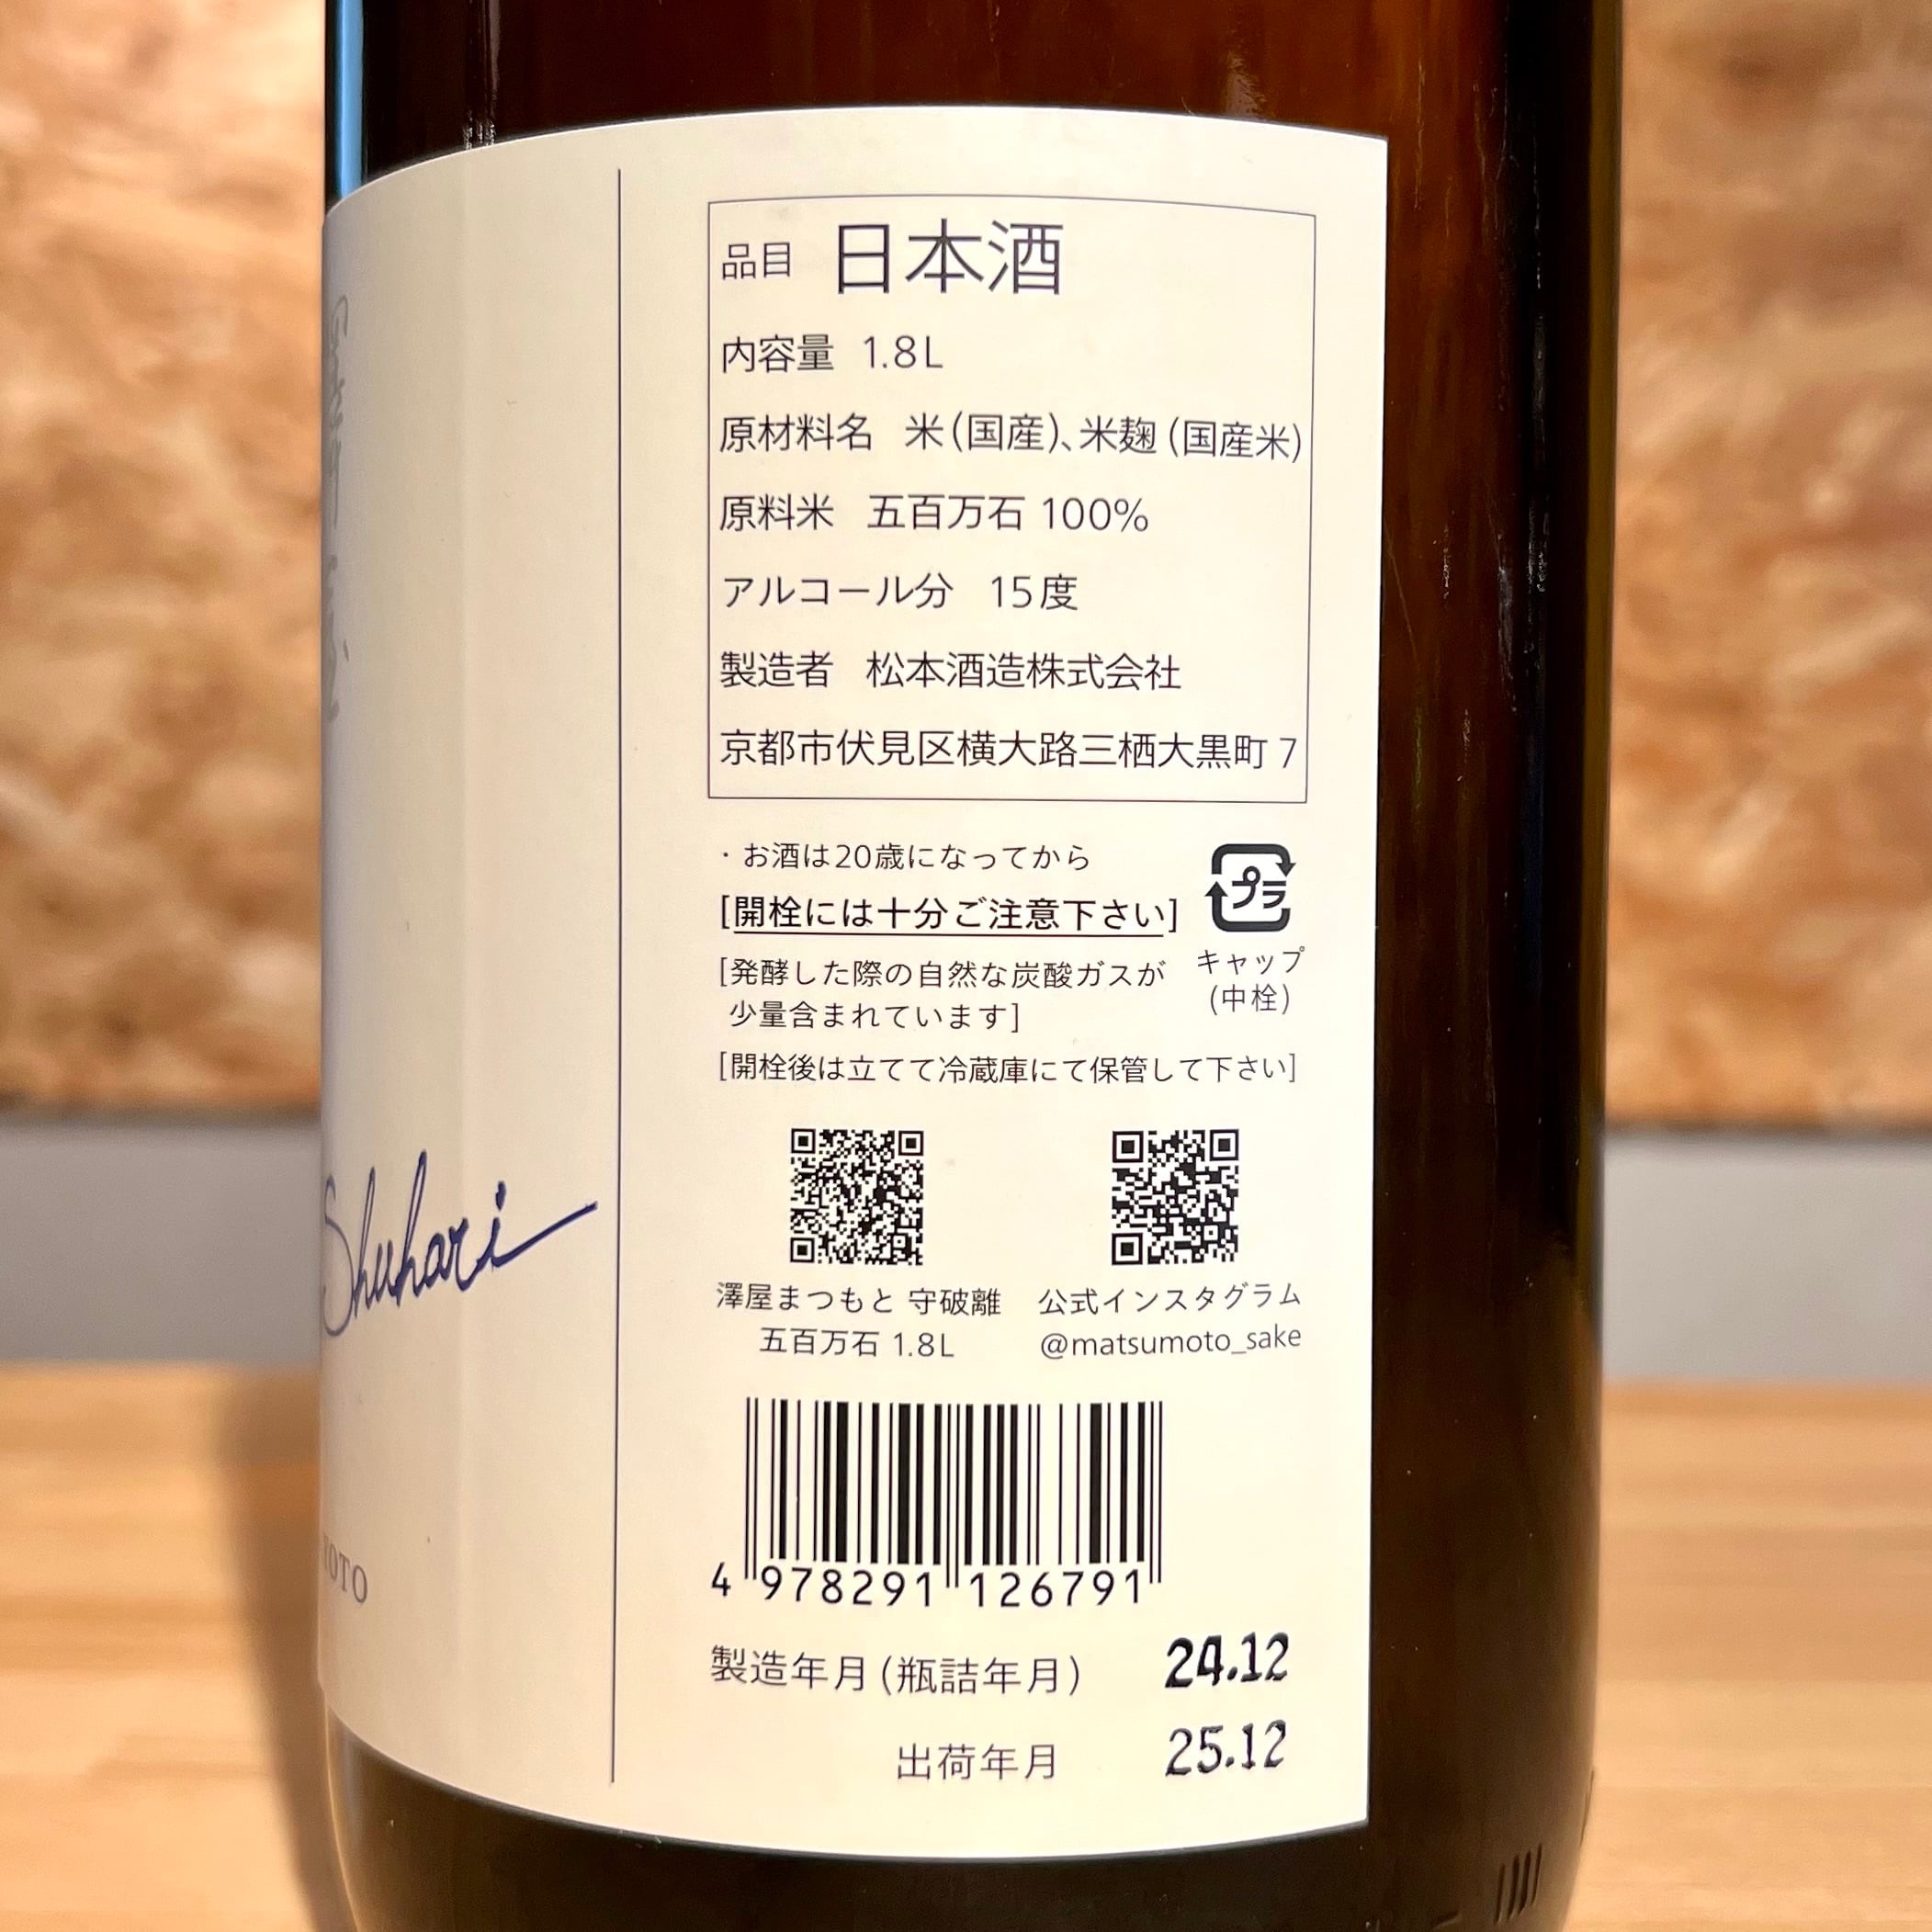 Shuhari
品目 日本酒
内容量 1.8L
原材料名 米(国産)、米麹(国産米)
原料米 五百万石 100%
アルコール分 15度
製造者 松本酒造株式会社
京都市伏見区横大路三栖大黒町 7
・お酒は20歳になってから
[開栓には十分ご注意下さい]
[発酵した際の自然な炭酸ガスが
少量含まれています]
[開栓後は立てて冷蔵庫にて保管して下さい]
プラ
キャップ
(中栓)
澤屋まつもと 守破離
五百万石 1.8L
公式インスタグラム
@matsumoto_sake
4 978291 126791
製造年月(瓶詰年月) 24.12
出荷年月 25.12